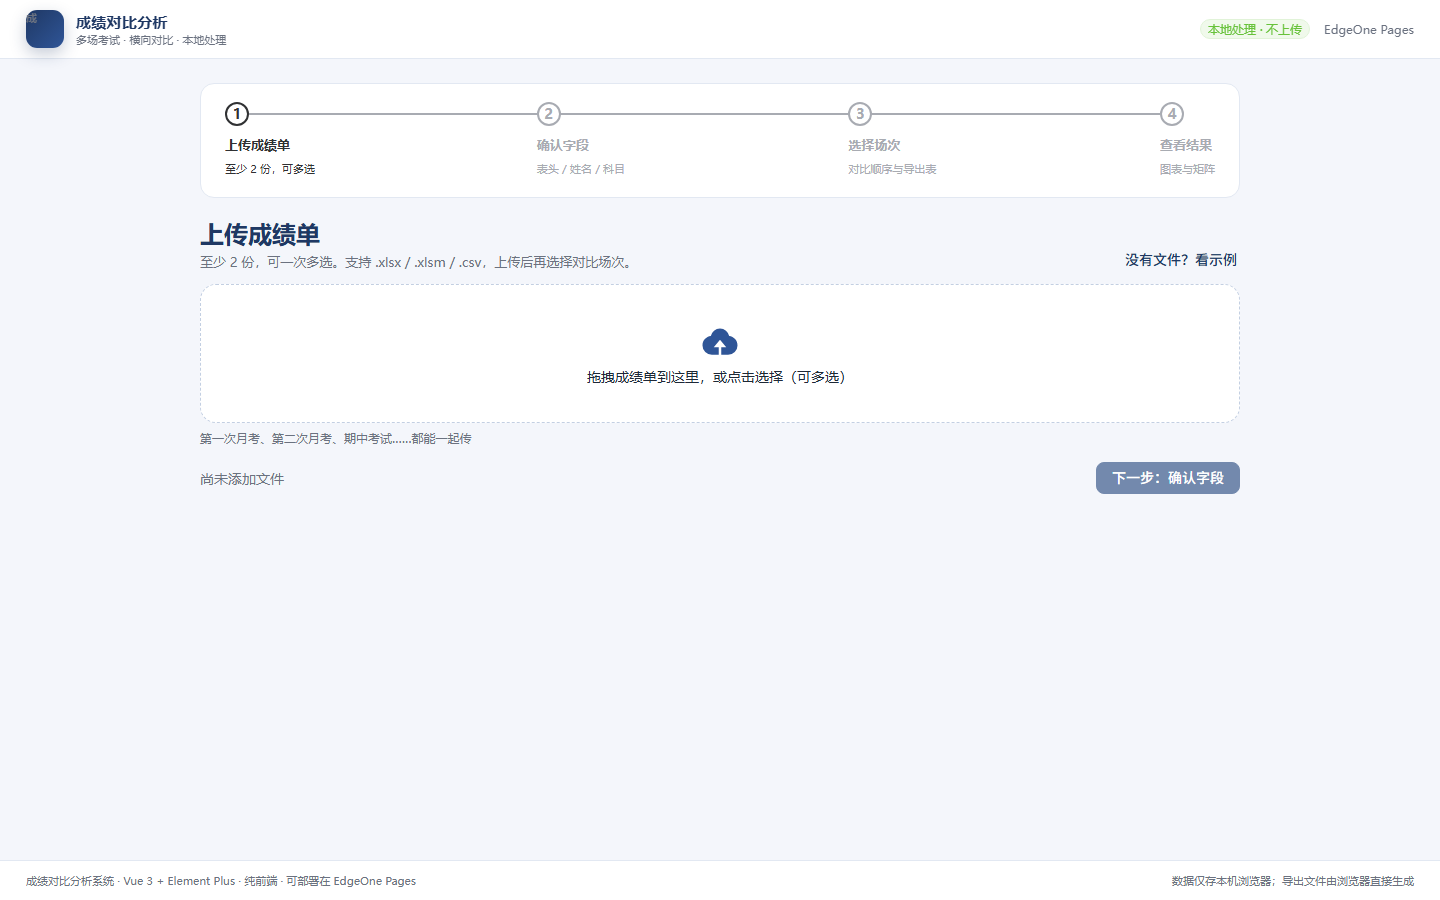 成
成绩对比分析
多场考试 · 横向对比 · 本地处理
本地处理 · 不上传
EdgeOne Pages
1
2
3
4
上传成绩单
确认字段
选择场次
查看结果
至少 2 份，可多选
表头 / 姓名 / 科目
对比顺序与导出表
图表与矩阵
上传成绩单
至少 2 份，可一次多选。支持 .xlsx / .xlsm / .csv，上传后再选择对比场次。
没有文件？看示例
拖拽成绩单到这里，或点击选择（可多选）
第一次月考、第二次月考、期中考试……都能一起传
尚未添加文件
下一步：确认字段
成绩对比分析系统 · Vue 3 + Element Plus · 纯前端 · 可部署在 EdgeOne Pages
数据仅存本机浏览器；导出文件由浏览器直接生成